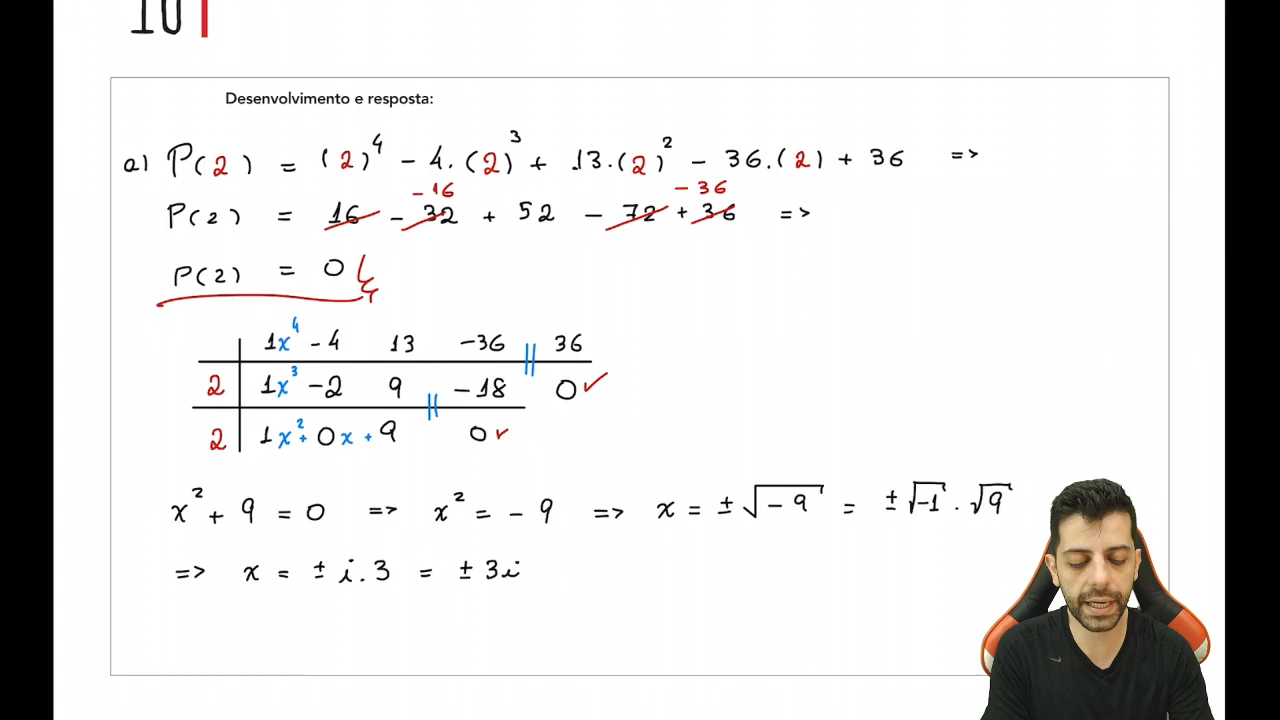 10
Desenvolvimento e resposta:
a) P(2) = (2)⁴ - 4.(2)³ + 13.(2)² - 36.(2) + 36 =>
-16 -36
P(2) = 16 - 32 + 52 - 72 + 36 =>
P(2) = 0
1x⁴ -4 13 -36 || 36
2 | 1x³ -2 9 || -18 0 ✓
2 | 1x² + 0x + 9 0 ✓
x² + 9 = 0 => x² = - 9 => x = ± √-9 = ± √-1 . √9
=> x = ± i . 3 = ± 3i